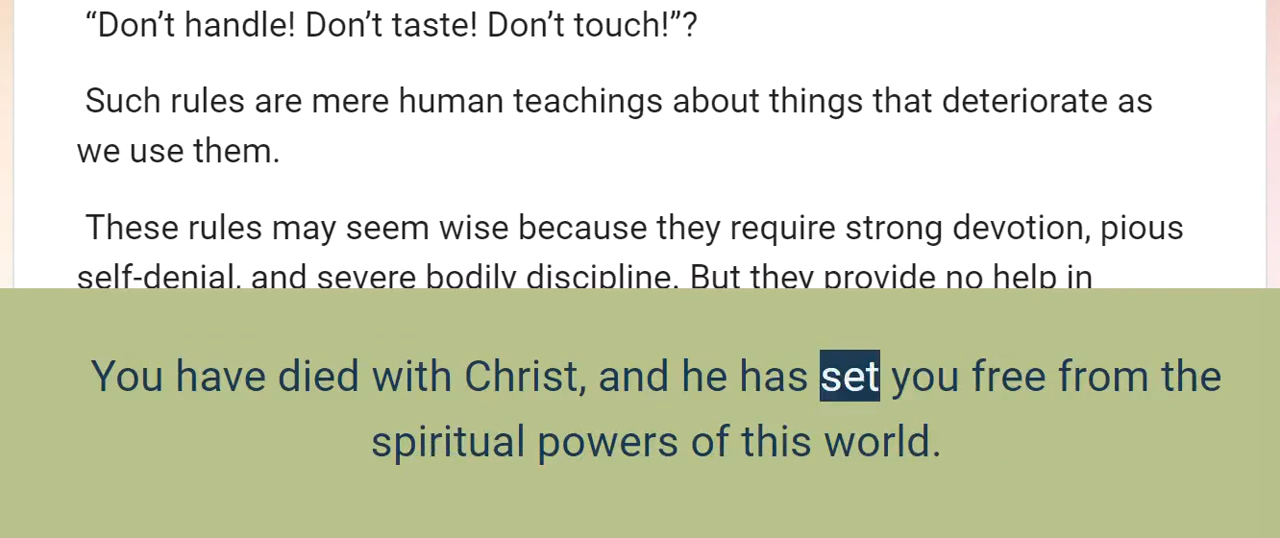 “Don’t handle! Don’t taste! Don’t touch!”?
Such rules are mere human teachings about things that deteriorate as
we use them.
These rules may seem wise because they require strong devotion, pious
self-denial, and severe bodily discipline. But they provide no help in
You have died with Christ, and he has set you free from the
spiritual powers of this world.